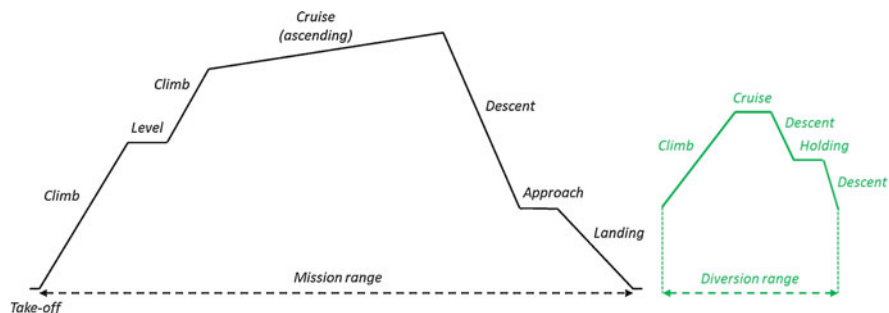 Cruise
(ascending)
Climb
Level
Descent
Climb
Approach
Landing
Mission range
Take-off
Cruise
Climb
Descent
Holding
Descent
Diversion range